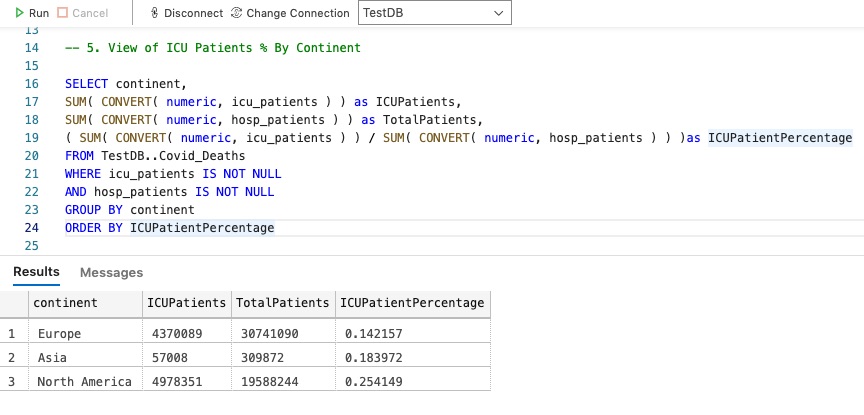 Run Cancel Disconnect Change Connection TestDB
13
14 -- 5. View of ICU Patients % By Continent
15
16 SELECT continent,
17 SUM( CONVERT( numeric, icu_patients ) ) as ICUPatients,
18 SUM( CONVERT( numeric, hosp_patients ) ) as TotalPatients,
19 ( SUM( CONVERT( numeric, icu_patients ) ) / SUM( CONVERT( numeric, hosp_patients ) ) )as ICUPatientPercentage
20 FROM TestDB..Covid_Deaths
21 WHERE icu_patients IS NOT NULL
22 AND hosp_patients IS NOT NULL
23 GROUP BY continent
24 ORDER BY ICUPatientPercentage
25
Results Messages
continent ICUPatients TotalPatients ICUPatientPercentage
1 Europe 4370089 30741090 0.142157
2 Asia 57008 309872 0.183972
3 North America 4978351 19588244 0.254149